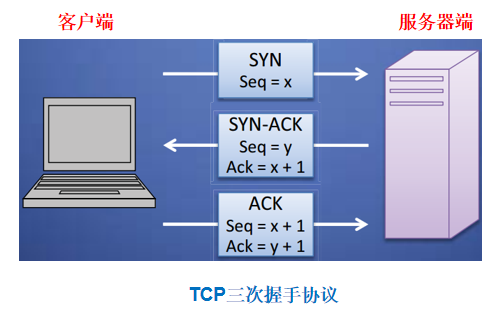 客户端
服务器端
SYN
Seq = x
SYN-ACK
Seq = y
Ack = x + 1
ACK
Seq = x + 1
Ack = y + 1
TCP三次握手协议